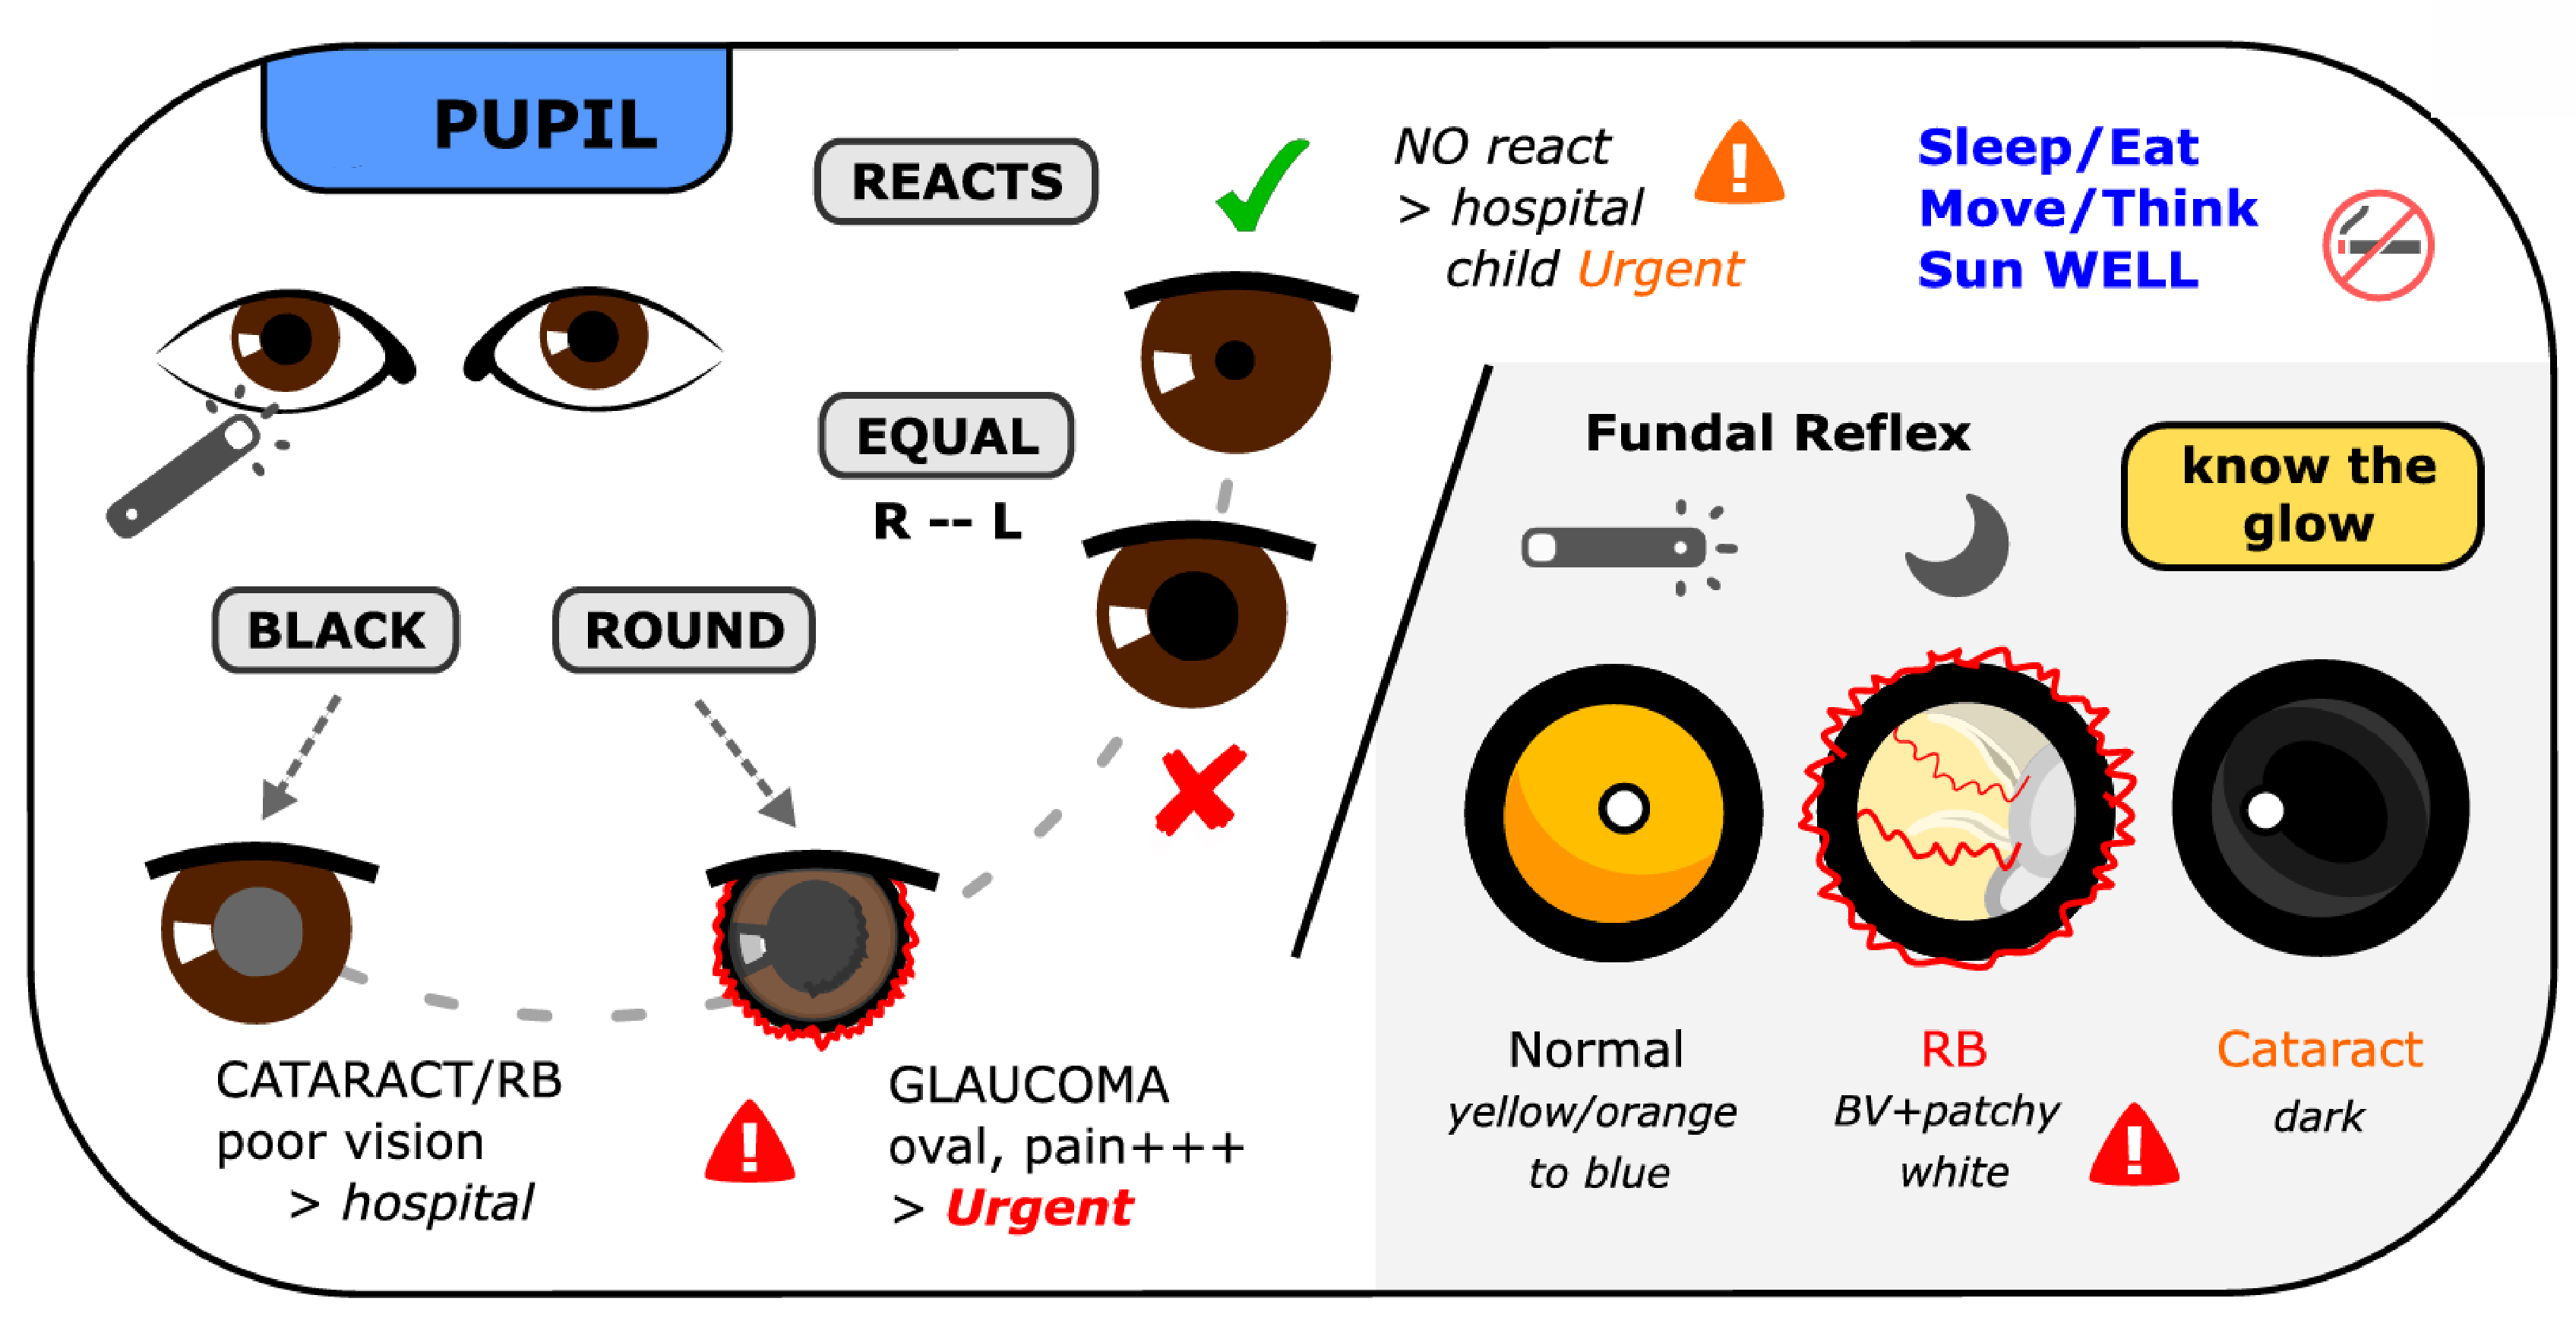 PUPIL
REACTS
NO react
> hospital
child Urgent
Sleep/Eat
Move/Think
Sun WELL
EQUAL
R -- L
BLACK
ROUND
CATARACT/RB
poor vision
> hospital
GLAUCOMA
oval, pain+++
> Urgent
Fundal Reflex
know the
glow
Normal
yellow/orange
to blue
RB
BV+patchy
white
Cataract
dark